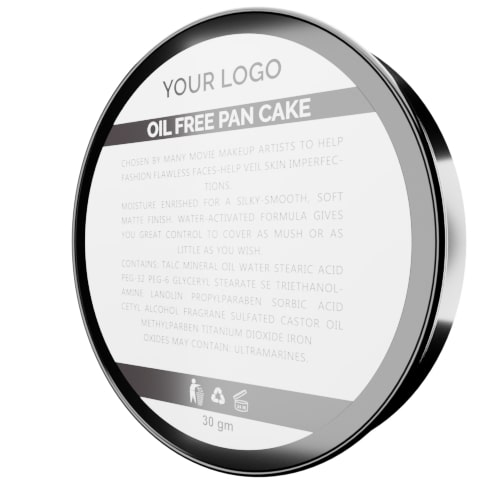 YOUR LOGO
OIL FREE PAN CAKE
CHOSEN BY MANY MOVIE MAKEUP ARTISTS TO HELP
FASHION FLAWLESS FACES-HELP VEIL SKIN IMPERFEC-
TIONS.
MOISTURE ENRISHED FOR A SILKY-SMOOTH, SOFT
MATTE FINISH. WATER-ACTIVATED FORMULA GIVES
YOU GREAT CONTROL TO COVER AS MUSH OR AS
LITTLE AS YOU WISH.
CONTAINS: TALC MINERAL OIL WATER STEARIC ACID
PEG-32 PEG-6 GLYCERYL STEARATE SE TRIETHANOL-
AMINE LANOLIN PROPYLPARABEN SORBIC ACID
CETYL ALCOHOL FRAGRANE SULFATED CASTOR OIL
METHYLPARBEN TITANIUM DIOXIDE IRON
OXIDES MAY CONTAIN: ULTRAMARINES.
30 gm